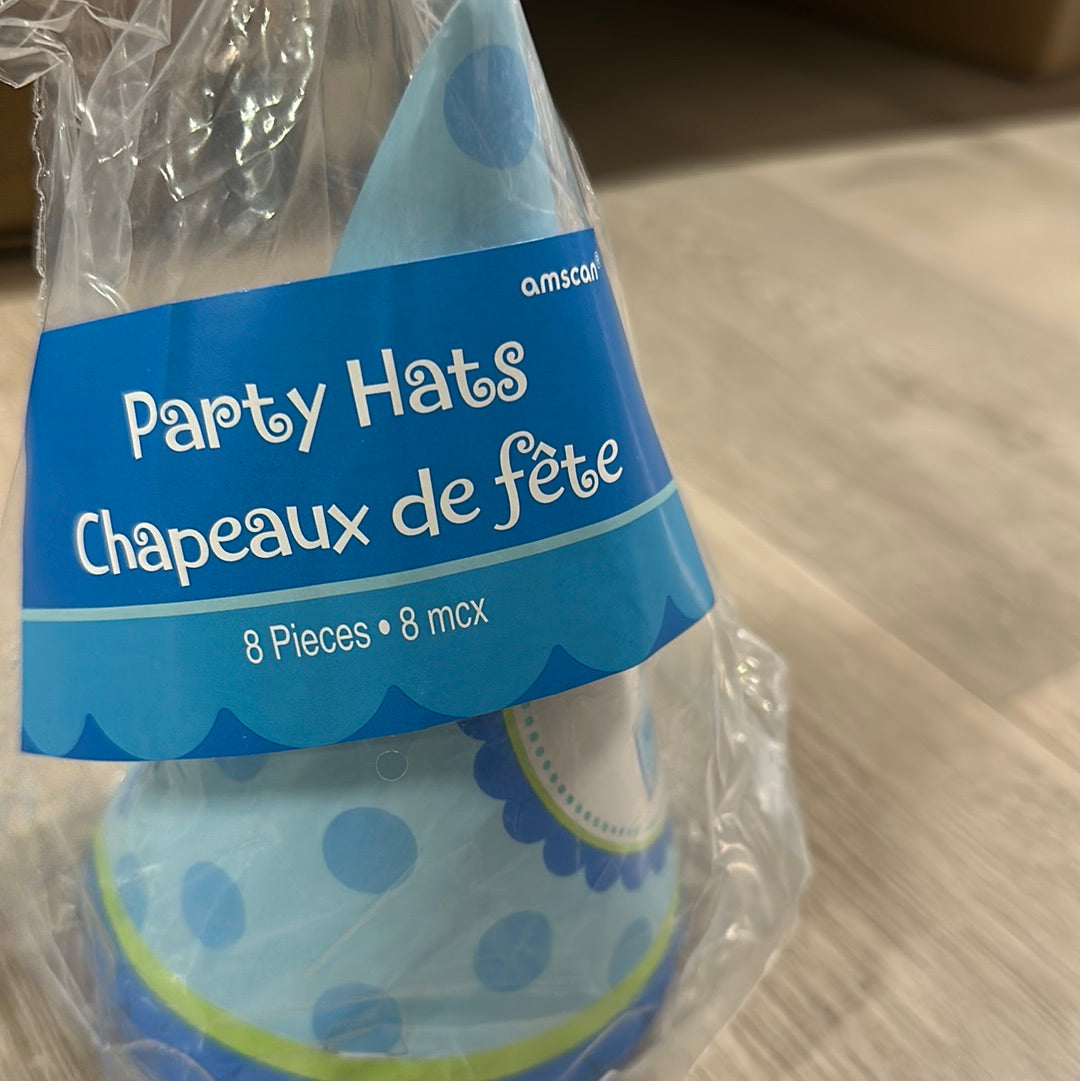 amscan®
Party Hats
Chapeaux de fête
8 Pieces • 8 mcx